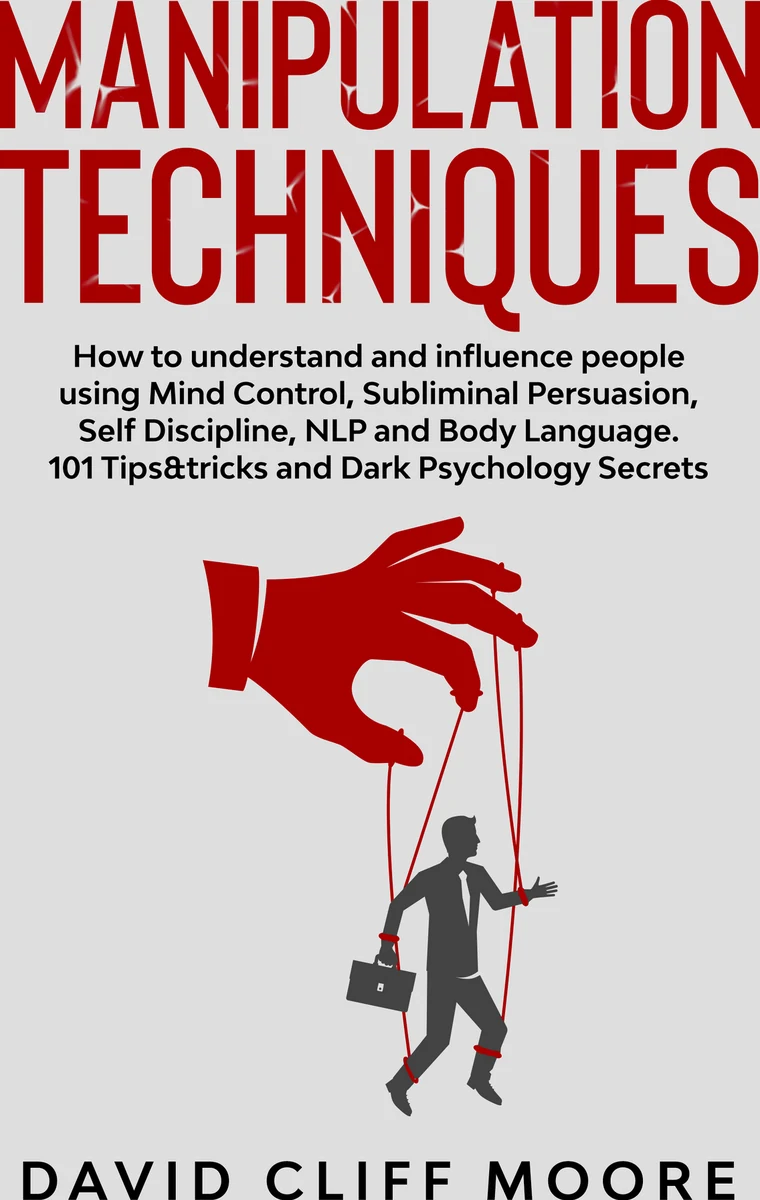 MANIPULATION
TECHNIQUES
How to understand and influence people
using Mind Control, Subliminal Persuasion,
Self Discipline, NLP and Body Language.
101 Tips&tricks and Dark Psychology Secrets
DAVID CLIFF MOORE